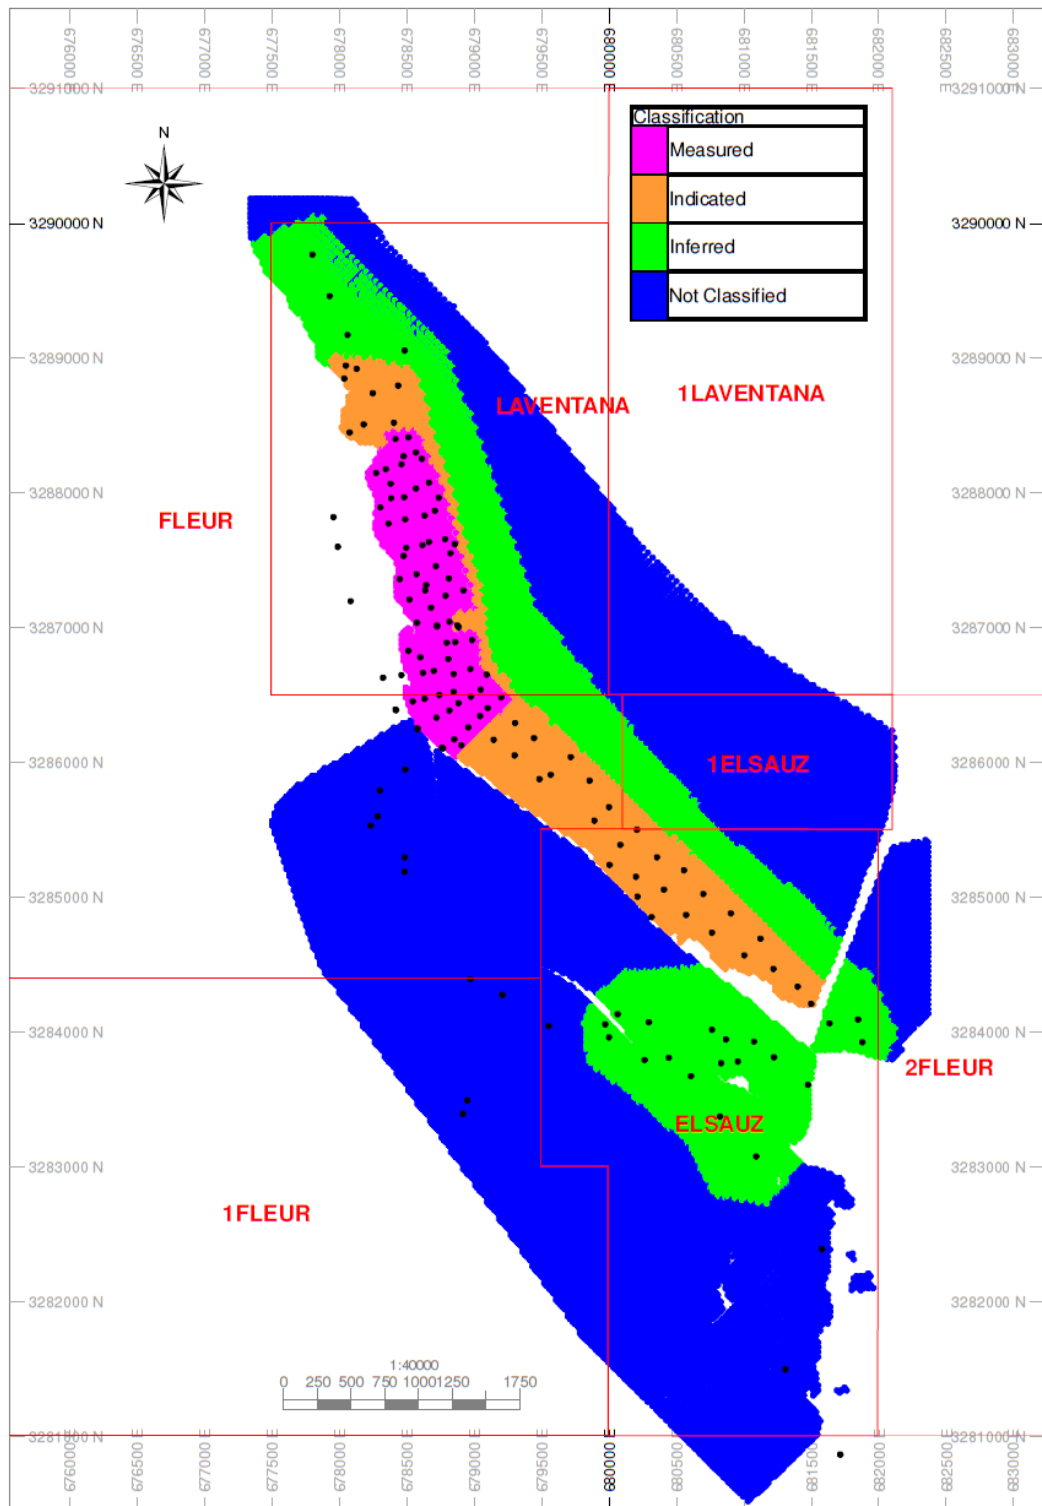 676000 E
676500 E
677000 E
677500 E
678000 E
678500 E
679000 E
679500 E
680000 E
680500 E
681000 E
681500 E
682000 E
682500 E
683000 E
3291000 N
3291000 N
Classification
Measured
Indicated
Inferred
Not Classified
N
3290000 N
3290000 N
3289000 N
3289000 N
LAVENTANA
1LAVENTANA
3288000 N
3288000 N
FLEUR
3287000 N
3287000 N
3286000 N
1ELSAUZ
3286000 N
3285000 N
3285000 N
3284000 N
3284000 N
2FLEUR
ELSAUZ
3283000 N
3283000 N
1FLEUR
3282000 N
3282000 N
1:40000
0 250 500 750 1000 1250 1750
3281000 N
3281000 N
676000 E
676500 E
677000 E
677500 E
678000 E
678500 E
679000 E
679500 E
680000 E
680500 E
681000 E
681500 E
682000 E
682500 E
683000 E